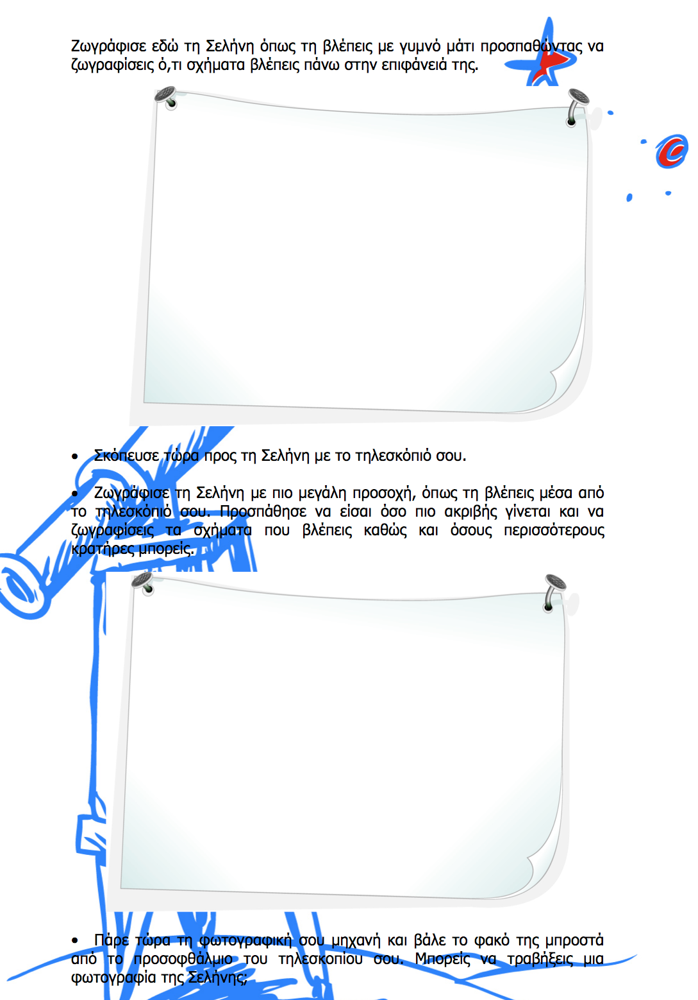 Ζωγράφισε εδώ τη Σελήνη όπως τη βλέπεις με γυμνό μάτι προσπαθώντας να
ζωγραφίσεις ό,τι σχήματα βλέπεις πάνω στην επιφάνειά της.
• Σκόπευσε τώρα προς τη Σελήνη με το τηλεσκόπιό σου.
• Ζωγράφισε τη Σελήνη με πιο μεγάλη προσοχή, όπως τη βλέπεις μέσα από
το τηλεσκόπιό σου. Προσπάθησε να είσαι όσο πιο ακριβής γίνεται και να
ζωγραφίσεις τα σχήματα που βλέπεις καθώς και όσους περισσότερους
κρατήρες μπορείς.
• Πάρε τώρα τη φωτογραφική σου μηχανή και βάλε το φακό της μπροστά
από το προσοφθάλμιο του τηλεσκοπίου σου. Μπορείς να τραβήξεις μια
φωτογραφία της Σελήνης;